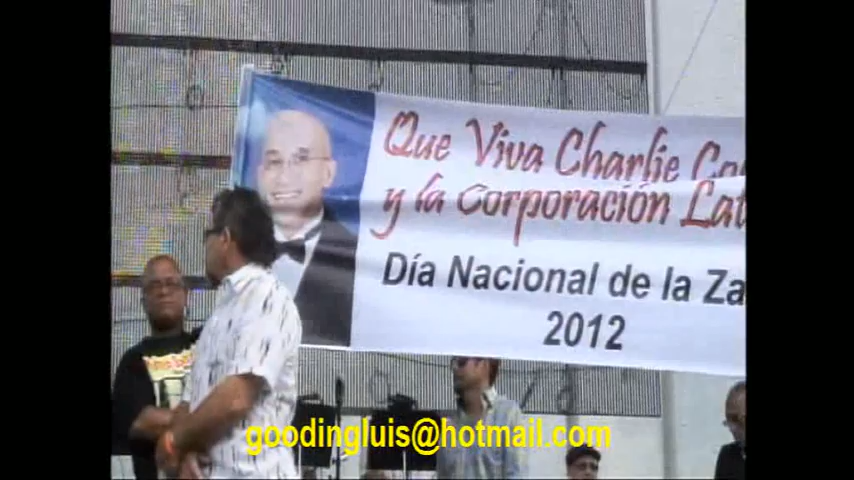 Que Viva Charlie
y la Corporación
Día Nacional de la
2012
goodingluis@hotmail.com